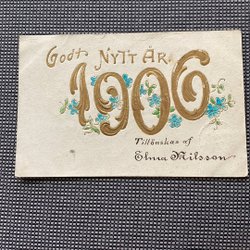 Godt NYTT ÅR
1906
Tillönskas af
Elma Nilsson